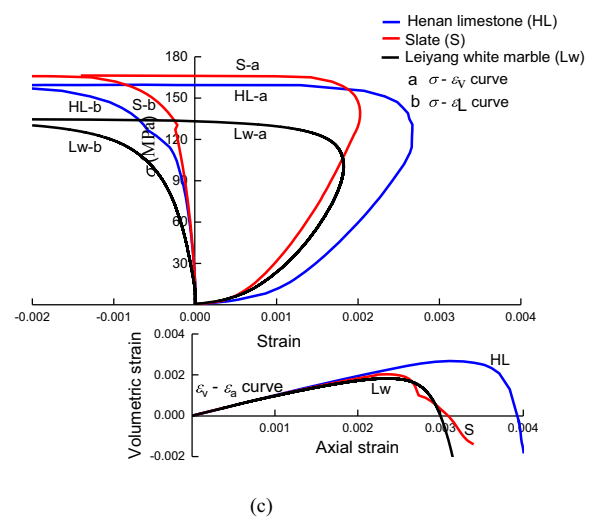 Henan limestone (HL)
Slate (S)
Leiyang white marble (Lw)
a σ - εV curve
b σ - εL curve
180
150
120
90
60
30
σ (MPa)
S-a
HL-a
Lw-a
HL-b
S-b
Lw-b
-0.002
-0.001
0.000
0.001
0.002
0.003
0.004
Strain
0.004
0.002
0.000
-0.002
Volumetric strain
εv - εa curve
HL
Lw
S
0.001
0.002
0.003
0.004
Axial strain
(c)